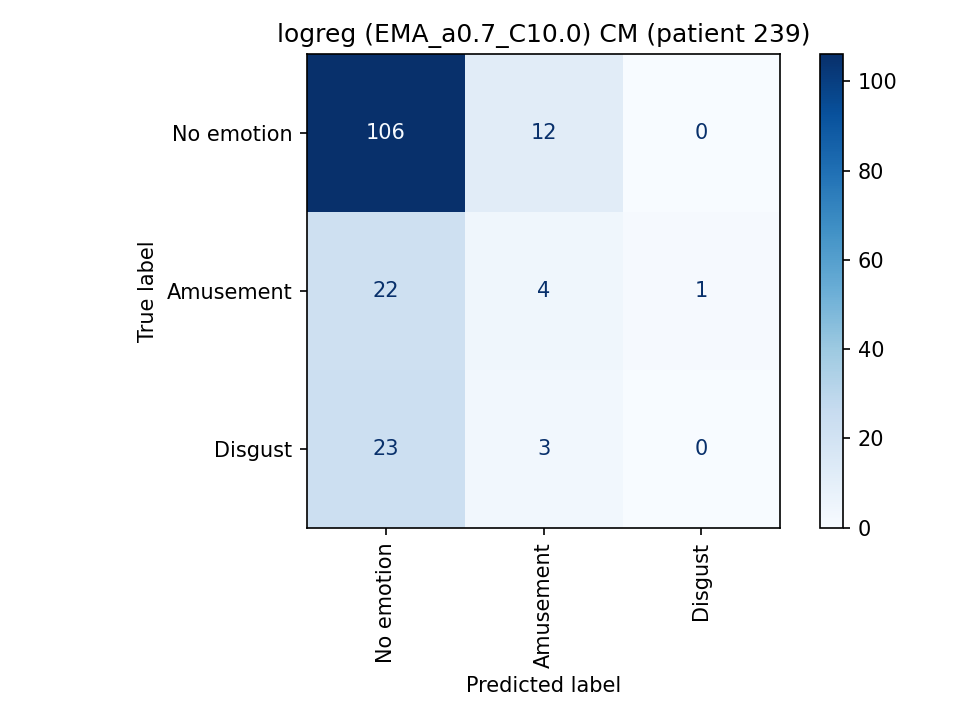 logreg (EMA_a0.7_C10.0) CM (patient 239)
No emotion 106 12 0
Amusement 22 4 1
Disgust 23 3 0
True label
No emotion Amusement Disgust
Predicted label
100
80
60
40
20
0